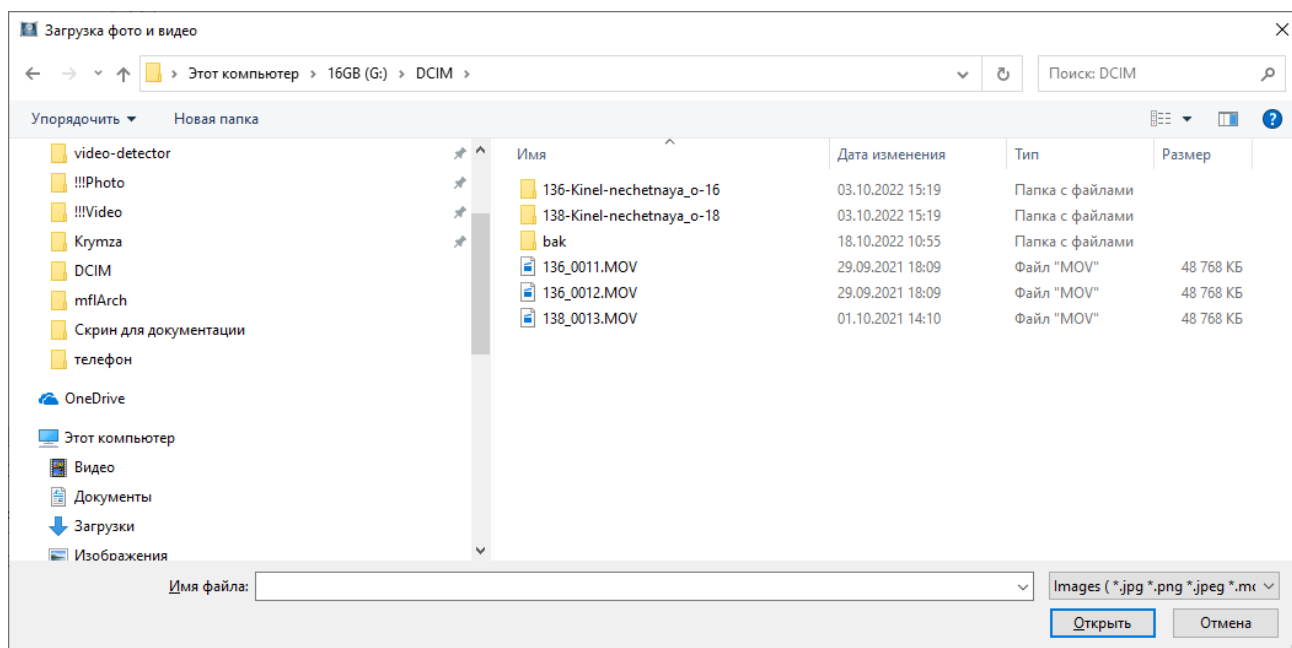 Загрузка фото и видео
Этот компьютер › 16GB (G:) › DCIM ›
Поиск: DCIM
Упорядочить
Новая папка
video-detector
!!!Photo
!!!Video
Krymza
DCIM
mflArch
Скрин для документации
телефон
OneDrive
Этот компьютер
Видео
Документы
Загрузки
Изображения
Имя Дата изменения Тип Размер
136-Kinel-nechetnaya_o-16 03.10.2022 15:19 Папка с файлами
138-Kinel-nechetnaya_o-18 03.10.2022 15:19 Папка с файлами
bak 18.10.2022 10:55 Папка с файлами
136_0011.MOV 29.09.2021 18:09 Файл "MOV" 48 768 КБ
136_0012.MOV 29.09.2021 18:09 Файл "MOV" 48 768 КБ
138_0013.MOV 01.10.2021 14:10 Файл "MOV" 48 768 КБ
Имя файла:
Images ( *.jpg *.png *.jpeg *.mo
Открыть
Отмена